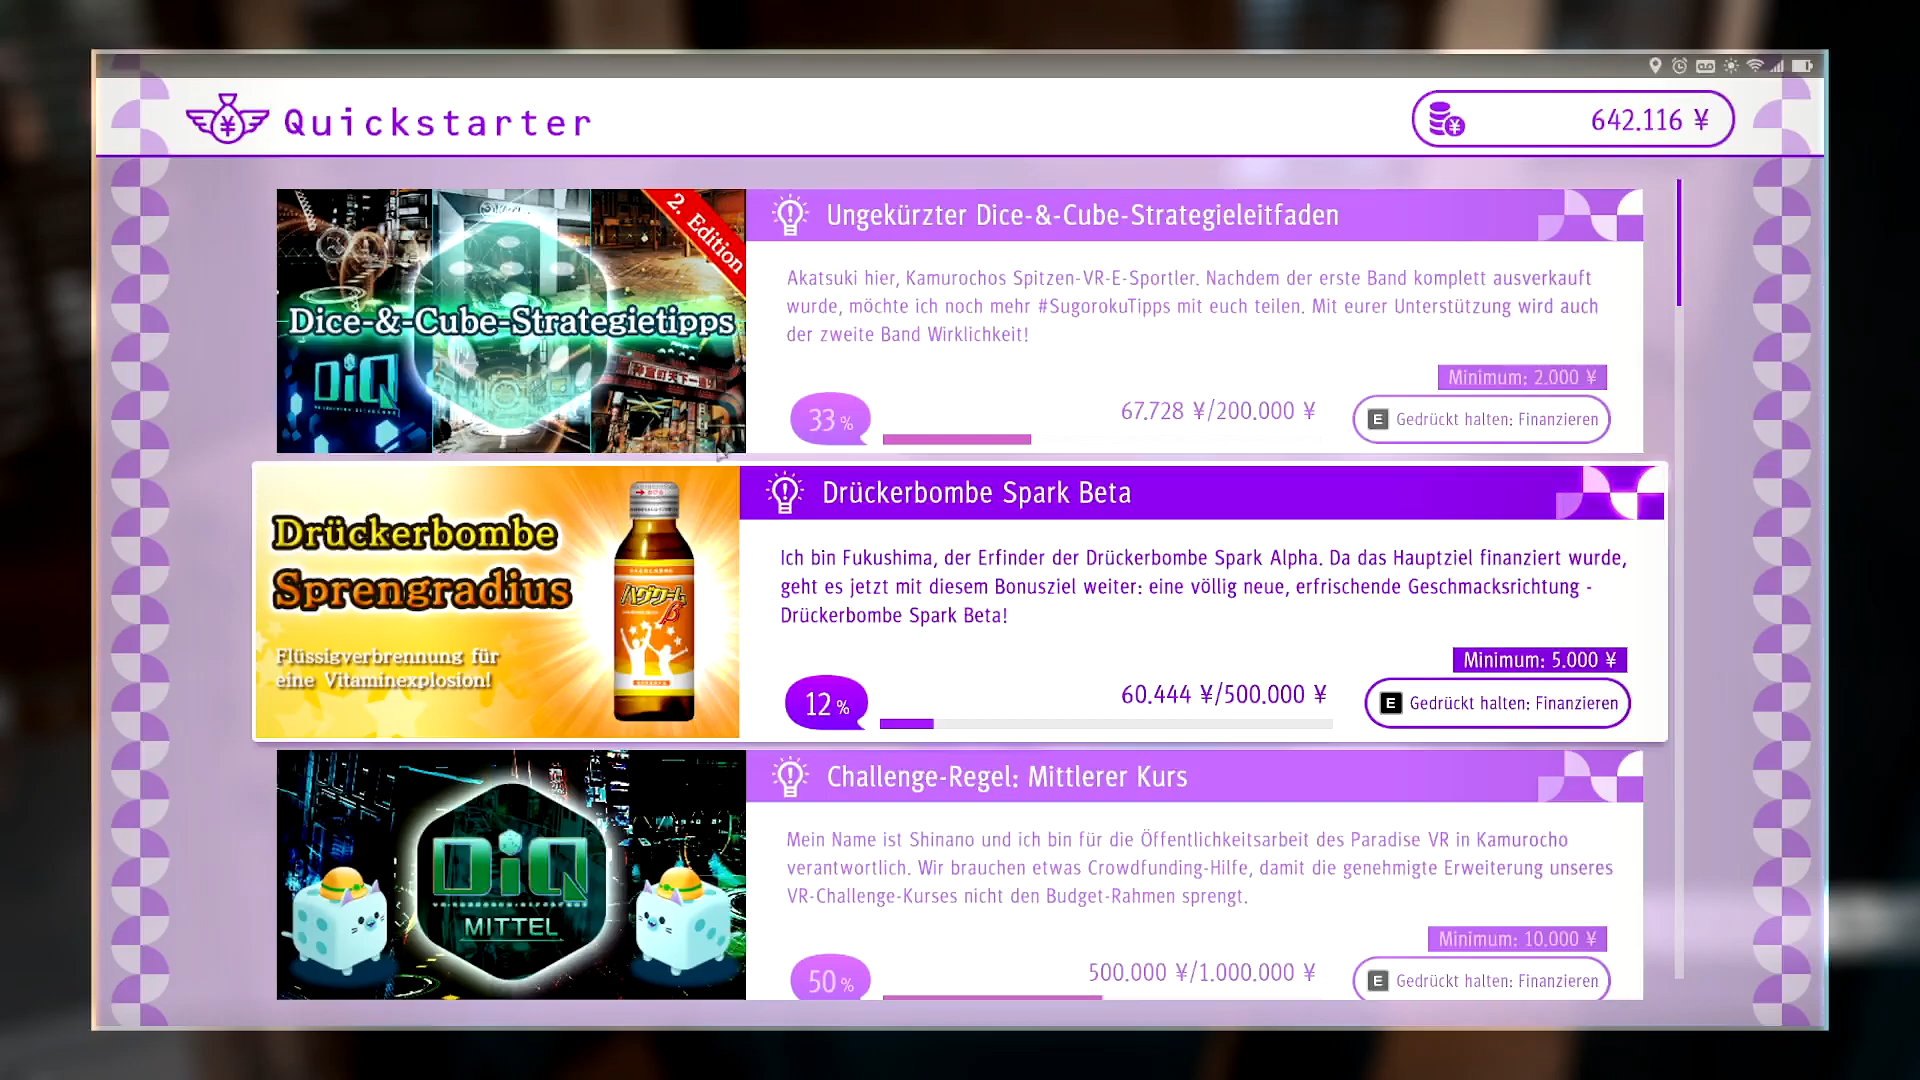 Quickstarter
642.116 ¥
2. Edition
Dice-&-Cube-Strategietipps
DiQ
Ungekürzter Dice-&-Cube-Strategieleitfaden
Akatsuki hier, Kamurochos Spitzen-VR-E-Sportler. Nachdem der erste Band komplett ausverkauft
wurde, möchte ich noch mehr #SugorokuTipps mit euch teilen. Mit eurer Unterstützung wird auch
der zweite Band Wirklichkeit!
Minimum: 2.000 ¥
33 %
67.728 ¥/200.000 ¥
E Gedrückt halten: Finanzieren
Drückerbombe
Sprengradius
Flüssigverbrennung für
eine Vitaminexplosion!
Drückerbombe Spark Beta
Ich bin Fukushima, der Erfinder der Drückerbombe Spark Alpha. Da das Hauptziel finanziert wurde,
geht es jetzt mit diesem Bonusziel weiter: eine völlig neue, erfrischende Geschmacksrichtung -
Drückerbombe Spark Beta!
Minimum: 5.000 ¥
12 %
60.444 ¥/500.000 ¥
E Gedrückt halten: Finanzieren
DiQ
MITTEL
Challenge-Regel: Mittlerer Kurs
Mein Name ist Shinano und ich bin für die Öffentlichkeitsarbeit des Paradise VR in Kamurocho
verantwortlich. Wir brauchen etwas Crowdfunding-Hilfe, damit die genehmigte Erweiterung unseres
VR-Challenge-Kurses nicht den Budget-Rahmen sprengt.
Minimum: 10.000 ¥
50 %
500.000 ¥/1.000.000 ¥
E Gedrückt halten: Finanzieren